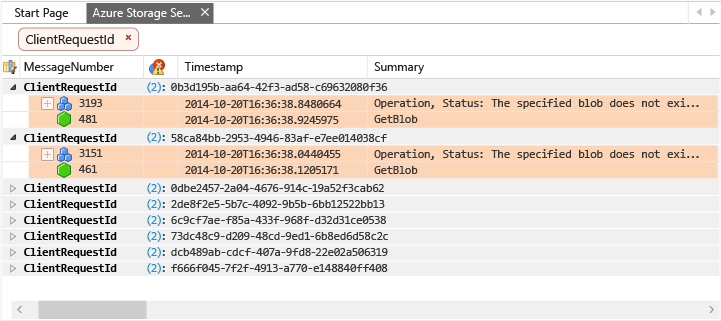 Start Page Azure Storage Se...
ClientRequestId
MessageNumber Timestamp Summary
ClientRequestId (2): 0b3d195b-aa64-42f3-ad58-c69632080f36
3193 2014-10-20T16:36:38.8480664 Operation, Status: The specified blob does not exi...
481 2014-10-20T16:36:38.9245975 GetBlob
ClientRequestId (2): 58ca84bb-2953-4946-83af-e7ee014038cf
3151 2014-10-20T16:36:38.0440455 Operation, Status: The specified blob does not exi...
461 2014-10-20T16:36:38.1205171 GetBlob
ClientRequestId (2): 0dbe2457-2a04-4676-914c-19a52f3cab62
ClientRequestId (2): 2de8f2e5-5b7c-4092-9b5b-6bb12522bb13
ClientRequestId (2): 6c9cf7ae-f85a-433f-968f-d32d31ce0538
ClientRequestId (2): 73dc48c9-d209-48cd-9ed1-6b8ed6d58c2c
ClientRequestId (2): dcb489ab-cdcf-407a-9fd8-22e02a506319
ClientRequestId (2): f666f045-7f2f-4913-a770-e148840ff408